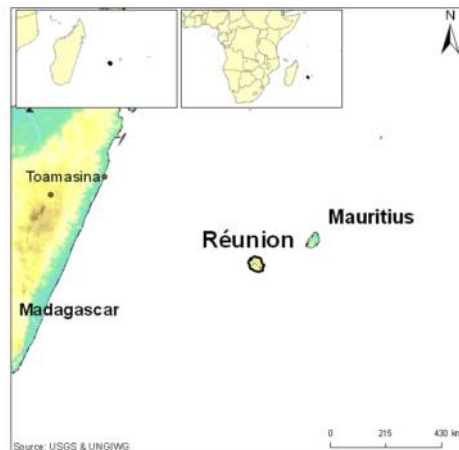 N
Toamasina
Mauritius
Réunion
Madagascar
Source: USGS & UNGIWG
0 215 430 km